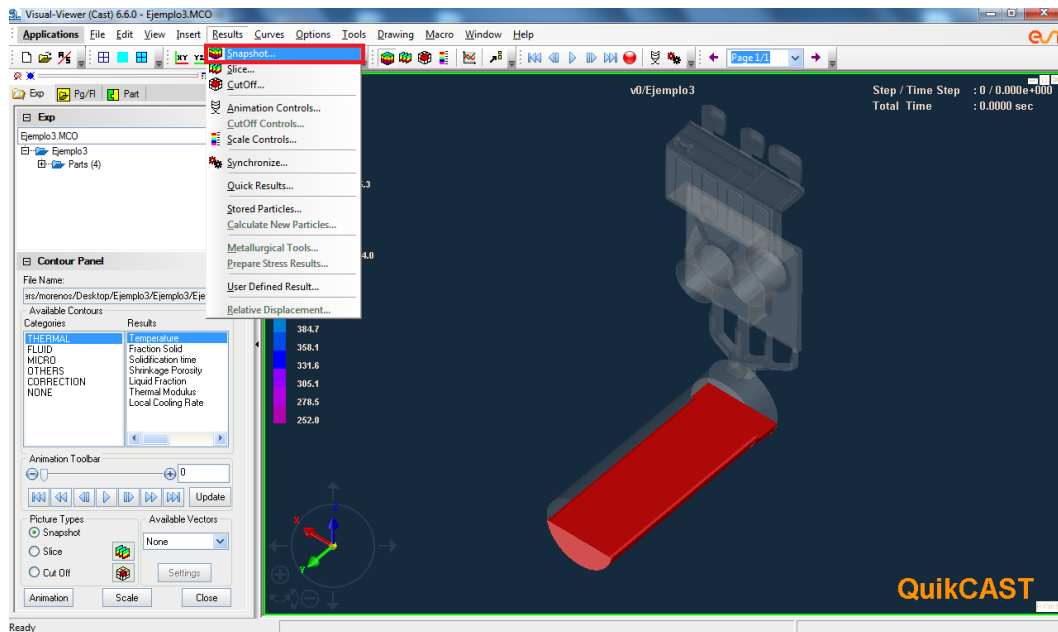 Visual-Viewer (Cast) 6.6.0 - Ejemplo3.MCO
Applications File Edit View Insert Results Curves Options Tools Drawing Macro Window Help
Page 1/1
Exp Pg/Fl Part
Exp
Ejemplo3.MCO
Ejemplo3
Parts (4)
Snapshot...
Slice...
CutOff...
Animation Controls...
CutOff Controls...
Scale Controls...
Synchronize...
Quick Results...
Stored Particles...
Calculate New Particles...
Metallurgical Tools...
Prepare Stress Results...
User Defined Result...
Relative Displacement...
v0/Ejemplo3
Step / Time Step : 0 / 0.000e+000
Total Time : 0.0000 sec
384.7
358.1
331.6
305.1
278.5
252.0
Contour Panel
File Name:
ers/morenos/Desktop/Ejemplo3/Ejemplo3/Eje
Available Contours
Categories Results
THERMAL Temperature
FLUID Fraction Solid
MICRO Solidification time
OTHERS Shrinkage Porosity
CORRECTION Liquid Fraction
NONE Thermal Modulus
Local Cooling Rate
Animation Toolbar
0
Update
Picture Types Available Vectors
Snapshot
None
Slice
Cut Off Settings
Animation Scale Close
X
Y
QuikCAST
Ready